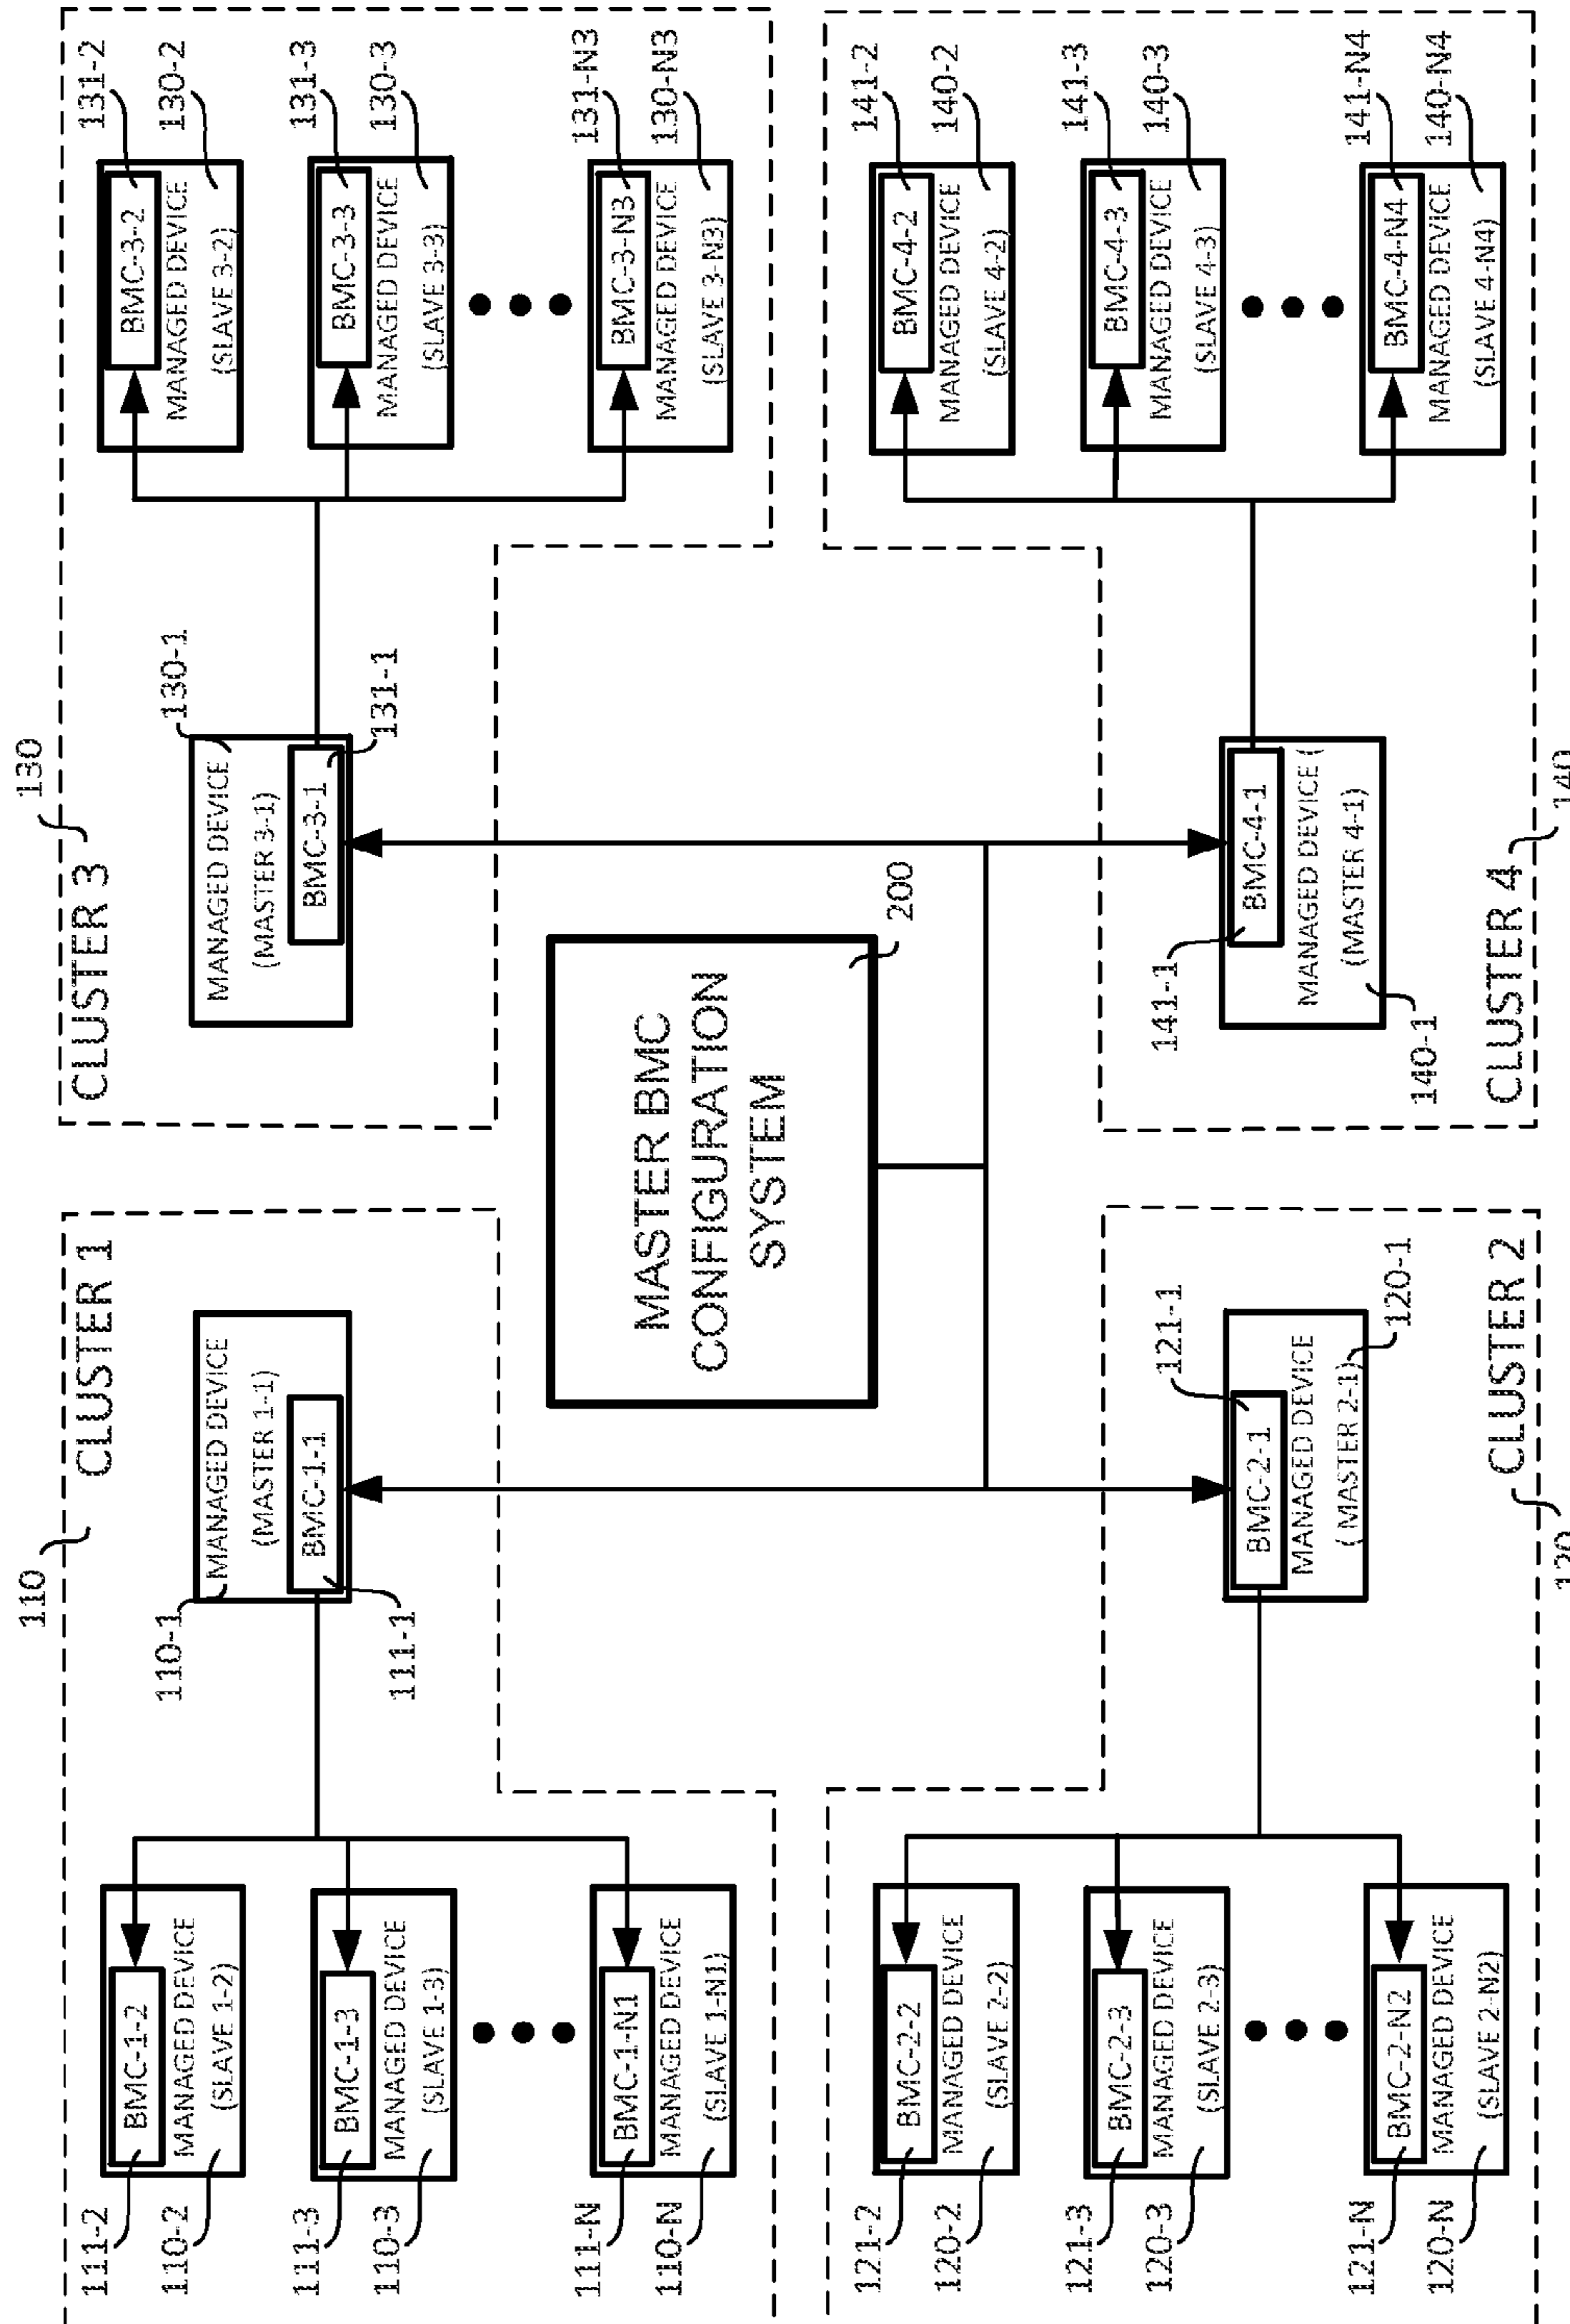 110
CLUSTER 1
111-2
BMC-1-2
MANAGED DEVICE
(SLAVE 1-2)
110-2
111-3
BMC-1-3
MANAGED DEVICE
(SLAVE 1-3)
110-3
111-N
BMC-1-N1
MANAGED DEVICE
(SLAVE 1-N1)
110-N
110-1
MANAGED DEVICE
(MASTER 1-1)
BMC-1-1
111-1
130
CLUSTER 3
130-1
MANAGED DEVICE
(MASTER 3-1)
BMC-3-1
131-1
BMC-3-2
131-2
MANAGED DEVICE
(SLAVE 3-2)
130-2
BMC-3-3
131-3
MANAGED DEVICE
(SLAVE 3-3)
130-3
BMC-3-N3
131-N3
MANAGED DEVICE
(SLAVE 3-N3)
130-N3
MASTER BMC
CONFIGURATION
SYSTEM
200
121-2
BMC-2-2
MANAGED DEVICE
(SLAVE 2-2)
120-2
121-3
BMC-2-3
MANAGED DEVICE
(SLAVE 2-3)
120-3
121-N
BMC-2-N2
MANAGED DEVICE
(SLAVE 2-N2)
120-N
121-1
BMC-2-1
MANAGED DEVICE
( MASTER 2-1)
120-1
CLUSTER 2
120
141-1
BMC-4-1
MANAGED DEVICE (
(MASTER 4-1)
140-1
BMC-4-2
141-2
MANAGED DEVICE
(SLAVE 4-2)
140-2
BMC-4-3
141-3
MANAGED DEVICE
(SLAVE 4-3)
140-3
BMC-4-N4
141-N4
MANAGED DEVICE
(SLAVE 4-N4)
140-N4
CLUSTER 4
140